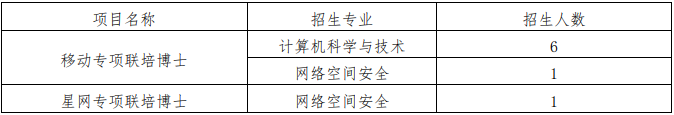 项目名称 招生专业 招生人数
移动专项联培博士 计算机科学与技术 6
网络空间安全 1
星网专项联培博士 网络空间安全 1